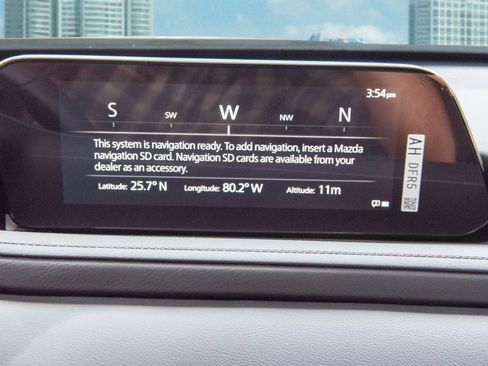 3:54pm
S SW W NW N
This system is navigation ready. To add navigation, insert a Mazda
navigation SD card. Navigation SD cards are available from your
dealer as an accessory.
Latitude: 25.7° N Longitude: 80.2° W Altitude: 11m
AH DFR5